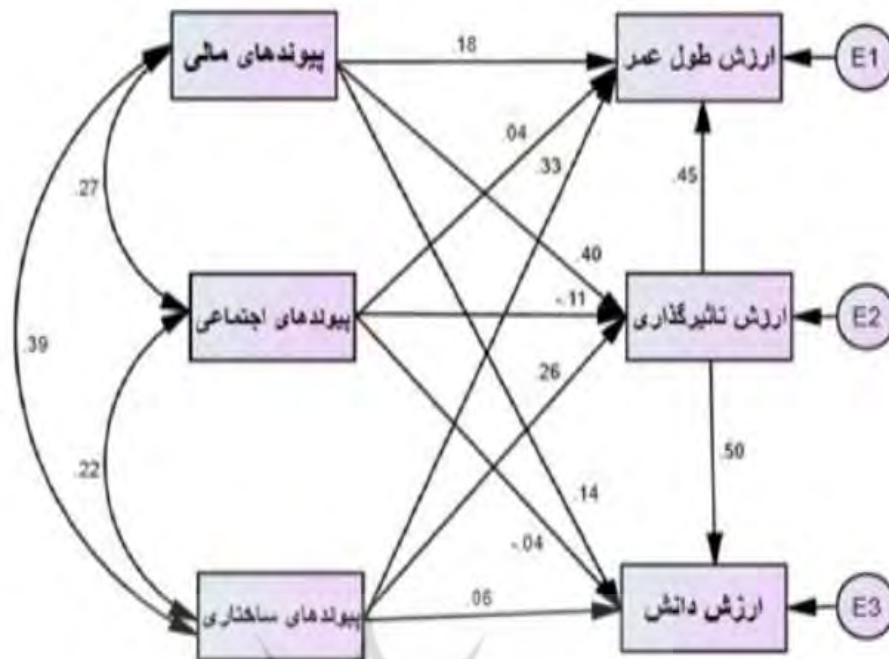 پیوندهای مالی
.18
ارزش طول عمر
E1
.04
.33
.27
.45
.40
پیوندهای اجتماعی
-.11
ارزش تاثیرگذاری
E2
.39
.26
.22
.50
.14
-.04
پیوندهای ساختاری
.06
ارزش دانش
E3